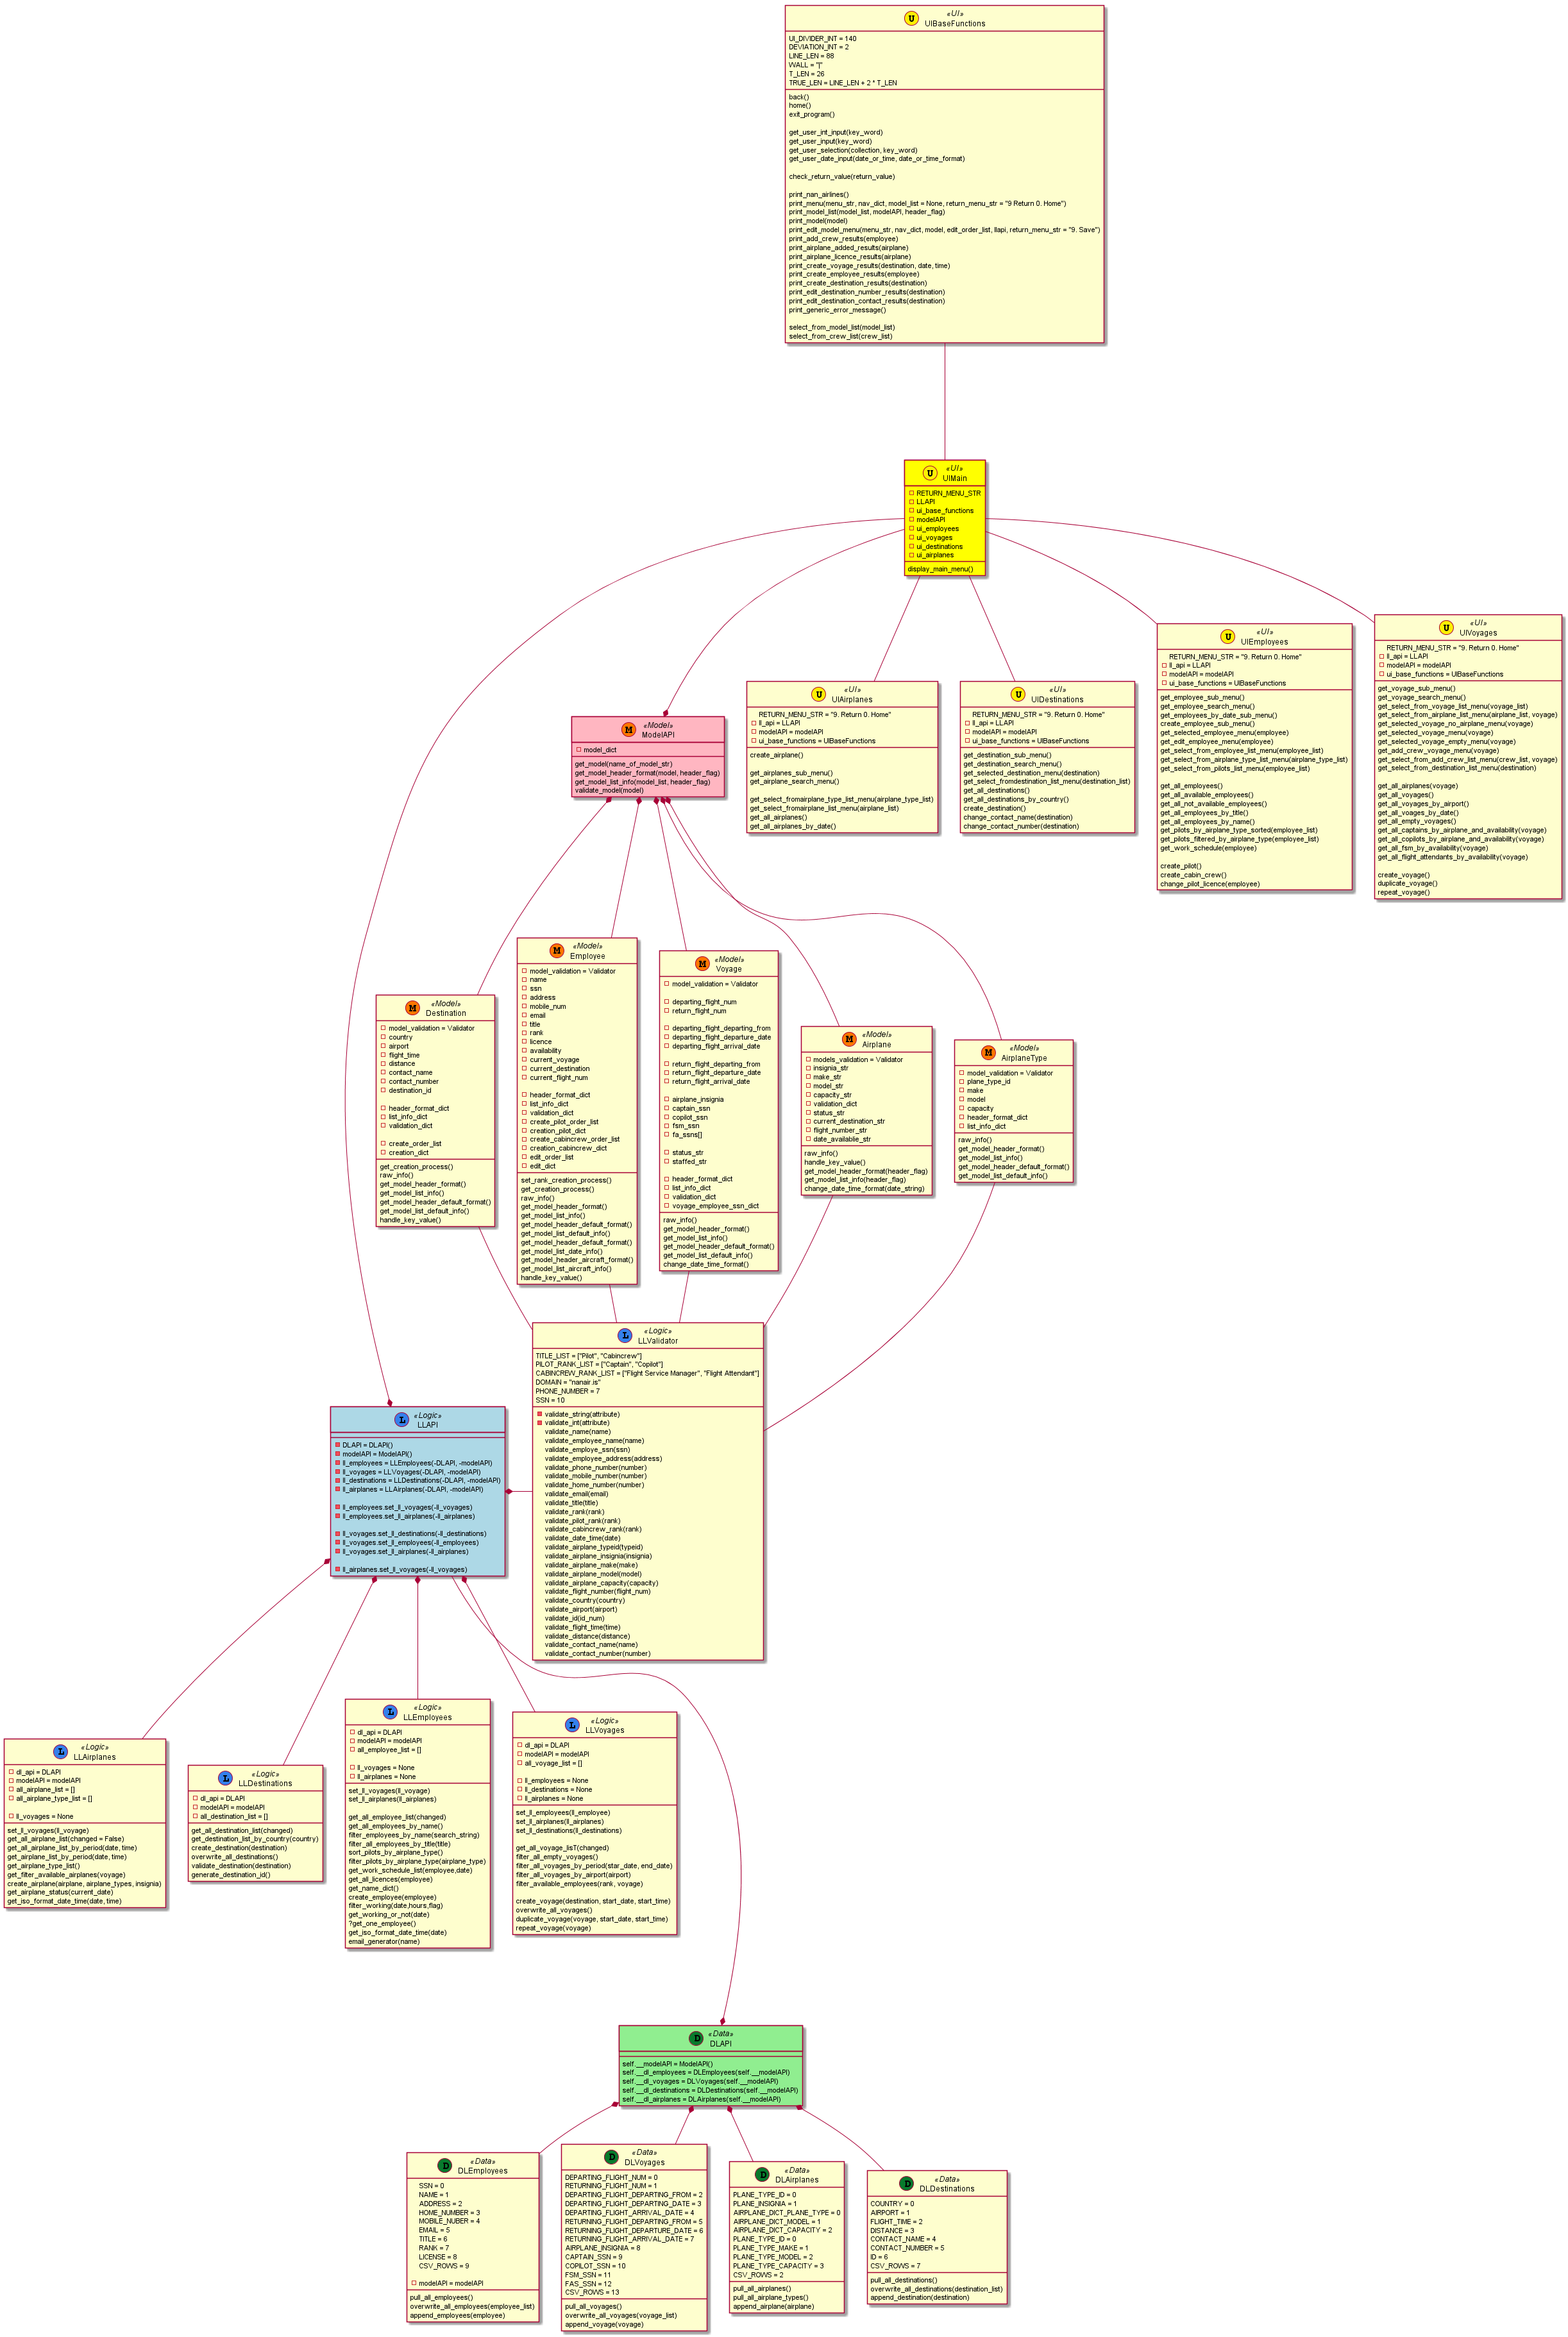 U
«UI»
UIBaseFunctions
UI_DIVIDER_INT = 140
DEVIATION_INT = 2
LINE_LEN = 88
WALL = "|"
T_LEN = 26
TRUE_LEN = LINE_LEN + 2 * T_LEN
back()
home()
exit_program()
get_user_int_input(key_word)
get_user_input(key_word)
get_user_selection(collection, key_word)
get_user_date_input(date_or_time, date_or_time_format)
check_return_value(return_value)
print_nan_airlines()
print_menu(menu_str, nav_dict, model_list = None, return_menu_str = "9 Return 0. Home")
print_model_list(model_list, modelAPI, header_flag)
print_model(model)
print_edit_model_menu(menu_str, nav_dict, model, edit_order_list, llapi, return_menu_str = "9. Save")
print_add_crew_results(employee)
print_airplane_added_results(airplane)
print_airplane_licence_results(airplane)
print_create_voyage_results(destination, date, time)
print_create_employee_results(employee)
print_create_destination_results(destination)
print_edit_destination_number_results(destination)
print_edit_destination_contact_results(destination)
print_generic_error_message()
select_from_model_list(model_list)
select_from_crew_list(crew_list)
U
«UI»
UIMain
RETURN_MENU_STR
LLAPI
ui_base_functions
modelAPI
ui_employees
ui_voyages
ui_destinations
ui_airplanes
display_main_menu()
M
«Model»
ModelAPI
model_dict
get_model(name_of_model_str)
get_model_header_format(model, header_flag)
get_model_list_info(model_list, header_flag)
validate_model(model)
U
«UI»
UIAirplanes
RETURN_MENU_STR = "9. Return 0. Home"
ll_api = LLAPI
modelAPI = modelAPI
ui_base_functions = UIBaseFunctions
create_airplane()
get_airplanes_sub_menu()
get_airplane_search_menu()
get_select_fromairplane_type_list_menu(airplane_type_list)
get_select_fromairplane_list_menu(airplane_list)
get_all_airplanes()
get_all_airplanes_by_date()
U
«UI»
UIDestinations
RETURN_MENU_STR = "9. Return 0. Home"
ll_api = LLAPI
modelAPI = modelAPI
ui_base_functions = UIBaseFunctions
get_destination_sub_menu()
get_destination_search_menu()
get_selected_destination_menu(destination)
get_select_fromdestination_list_menu(destination_list)
get_all_destinations()
get_all_destinations_by_country()
create_destination()
change_contact_name(destination)
change_contact_number(destination)
U
«UI»
UIEmployees
RETURN_MENU_STR = "9. Return 0. Home"
ll_api = LLAPI
modelAPI = modelAPI
ui_base_functions = UIBaseFunctions
get_employee_sub_menu()
get_employee_search_menu()
get_employees_by_date_sub_menu()
create_employee_sub_menu()
get_selected_employee_menu(employee)
get_edit_employee_menu(employee)
get_select_from_employee_list_menu(employee_list)
get_select_from_airplane_type_list_menu(airplane_type_list)
get_select_from_pilots_list_menu(employee_list)
get_all_employees()
get_all_available_employees()
get_all_not_available_employees()
get_all_employees_by_title()
get_all_employees_by_name()
get_pilots_by_airplane_type_sorted(employee_list)
get_pilots_filtered_by_airplane_type(employee_list)
get_work_schedule(employee)
create_pilot()
create_cabin_crew()
change_pilot_licence(employee)
U
«UI»
UIVoyages
RETURN_MENU_STR = "9. Return 0. Home"
ll_api = LLAPI
modelAPI = modelAPI
ui_base_functions = UIBaseFunctions
get_voyage_sub_menu()
get_voyage_search_menu()
get_select_from_voyage_list_menu(voyage_list)
get_select_from_airplane_list_menu(airplane_list, voyage)
get_selected_voyage_no_airplane_menu(voyage)
get_selected_voyage_menu(voyage)
get_selected_voyage_empty_menu(voyage)
get_add_crew_voyage_menu(voyage)
get_select_from_add_crew_list_menu(crew_list, voyage)
get_select_from_destination_list_menu(destination)
get_all_airplanes(voyage)
get_all_voyages()
get_all_voyages_by_airport()
get_all_voages_by_date()
get_all_empty_voyages()
get_all_captains_by_airplane_and_availability(voyage)
get_all_copilots_by_airplane_and_availability(voyage)
get_all_fsm_by_availability(voyage)
get_all_flight_attendants_by_availability(voyage)
create_voyage()
duplicate_voyage()
repeat_voyage()
M
«Model»
Destination
model_validation = Validator
country
airport
flight_time
distance
contact_name
contact_number
destination_id
header_format_dict
list_info_dict
validation_dict
create_order_list
creation_dict
get_creation_process()
raw_info()
get_model_header_format()
get_model_list_info()
get_model_header_default_format()
get_model_list_default_info()
handle_key_value()
M
«Model»
Employee
model_validation = Validator
name
ssn
address
mobile_num
email
title
rank
licence
availability
current_voyage
current_destination
current_flight_num
header_format_dict
list_info_dict
validation_dict
create_pilot_order_list
creation_pilot_dict
create_cabincrew_order_list
creation_cabincrew_dict
edit_order_list
edit_dict
set_rank_creation_process()
get_creation_process()
raw_info()
get_model_header_format()
get_model_list_info()
get_model_header_default_format()
get_model_list_default_info()
get_model_header_default_format()
get_model_list_date_info()
get_model_header_aircraft_format()
get_model_list_aircraft_info()
handle_key_value()
M
«Model»
Voyage
model_validation = Validator
departing_flight_num
return_flight_num
departing_flight_departing_from
departing_flight_departure_date
departing_flight_arrival_date
return_flight_departing_from
return_flight_departure_date
return_flight_arrival_date
airplane_insignia
captain_ssn
copilot_ssn
fsm_ssn
fa_ssns[]
status_str
staffed_str
header_format_dict
list_info_dict
validation_dict
voyage_employee_ssn_dict
raw_info()
get_model_header_format()
get_model_list_info()
get_model_header_default_format()
get_model_list_default_info()
change_date_time_format()
M
«Model»
Airplane
models_validation = Validator
insignia_str
make_str
model_str
capacity_str
validation_dict
status_str
current_destination_str
flight_number_str
date_availablie_str
raw_info()
handle_key_value()
get_model_header_format(header_flag)
get_model_list_info(header_flag)
change_date_time_format(date_string)
M
«Model»
AirplaneType
model_validation = Validator
plane_type_id
make
model
capacity
header_format_dict
list_info_dict
raw_info()
get_model_header_format()
get_model_list_info()
get_model_header_default_format()
get_model_list_default_info()
L
«Logic»
LLValidator
TITLE_LIST = ["Pilot", "Cabincrew"]
PILOT_RANK_LIST = ["Captain", "Copilot"]
CABINCREW_RANK_LIST = ["Flight Service Manager", "Flight Attendant"]
DOMAIN = "nanair.is"
PHONE_NUMBER = 7
SSN = 10
validate_string(attribute)
validate_int(attribute)
validate_name(name)
validate_employee_name(name)
validate_employe_ssn(ssn)
validate_employee_address(address)
validate_phone_number(number)
validate_mobile_number(number)
validate_home_number(number)
validate_email(email)
validate_title(title)
validate_rank(rank)
validate_pilot_rank(rank)
validate_cabincrew_rank(rank)
validate_date_time(date)
validate_airplane_typeid(typeid)
validate_airplane_insignia(insignia)
validate_airplane_make(make)
validate_airplane_model(model)
validate_airplane_capacity(capacity)
validate_flight_number(flight_num)
validate_country(country)
validate_airport(airport)
validate_id(id_num)
validate_flight_time(time)
validate_distance(distance)
validate_contact_name(name)
validate_contact_number(number)
L
«Logic»
LLAPI
DLAPI = DLAPI()
modelAPI = ModelAPI()
ll_employees = LLEmployees(-DLAPI, -modelAPI)
ll_voyages = LLVoyages(-DLAPI, -modelAPI)
ll_destinations = LLDestinations(-DLAPI, -modelAPI)
ll_airplanes = LLAirplanes(-DLAPI, -modelAPI)
ll_employees.set_ll_voyages(-ll_voyages)
ll_employees.set_ll_airplanes(-ll_airplanes)
ll_voyages.set_ll_destinations(-ll_destinations)
ll_voyages.set_ll_employees(-ll_employees)
ll_voyages.set_ll_airplanes(-ll_airplanes)
ll_airplanes.set_ll_voyages(-ll_voyages)
L
«Logic»
LLAirplanes
dl_api = DLAPI
modelAPI = modelAPI
all_airplane_list = []
all_airplane_type_list = []
ll_voyages = None
set_ll_voyages(ll_voyage)
get_all_airplane_list(changed = False)
get_all_airplane_list_by_period(date, time)
get_airplane_list_by_period(date, time)
get_airplane_type_list()
get_filter_available_airplanes(voyage)
create_airplane(airplane, airplane_types, insignia)
get_airplane_status(current_date)
get_iso_format_date_time(date, time)
L
«Logic»
LLDestinations
dl_api = DLAPI
modelAPI = modelAPI
all_destination_list = []
get_all_destination_list(changed)
get_destination_list_by_country(country)
create_destination(destination)
overwrite_all_destinations()
validate_destination(destination)
generate_destination_id()
L
«Logic»
LLEmployees
dl_api = DLAPI
modelAPI = modelAPI
all_employee_list = []
ll_voyages = None
ll_airplanes = None
set_ll_voyages(ll_voyage)
set_ll_airplanes(ll_airplanes)
get_all_employee_list(changed)
get_all_employees_by_name()
filter_employees_by_name(search_string)
filter_all_employees_by_title(title)
sort_pilots_by_airplane_type()
filter_pilots_by_airplane_type(airplane_type)
get_work_schedule_list(employee,date)
get_all_licences(employee)
get_name_dict()
create_employee(employee)
filter_working(date,hours,flag)
get_working_or_not(date)
?get_one_employee()
get_iso_format_date_time(date)
email_generator(name)
L
«Logic»
LLVoyages
dl_api = DLAPI
modelAPI = modelAPI
all_voyage_list = []
ll_employees = None
ll_destinations = None
ll_airplanes = None
set_ll_employees(ll_employee)
set_ll_airplanes(ll_airplanes)
set_ll_destinations(ll_destinations)
get_all_voyage_lisT(changed)
filter_all_empty_voyages()
filter_all_voyages_by_period(star_date, end_date)
filter_all_voyages_by_airport(airport)
filter_available_employees(rank, voyage)
create_voyage(destination, start_date, start_time)
overwrite_all_voyages()
duplicate_voyage(voyage, start_date, start_time)
repeat_voyage(voyage)
D
«Data»
DLAPI
self.__modelAPI = ModelAPI()
self.__dl_employees = DLEmployees(self.__modelAPI)
self.__dl_voyages = DLVoyages(self.__modelAPI)
self.__dl_destinations = DLDestinations(self.__modelAPI)
self.__dl_airplanes = DLAirplanes(self.__modelAPI)
D
«Data»
DLEmployees
SSN = 0
NAME = 1
ADDRESS = 2
HOME_NUMBER = 3
MOBILE_NUBER = 4
EMAIL = 5
TITLE = 6
RANK = 7
LICENSE = 8
CSV_ROWS = 9
modelAPI = modelAPI
pull_all_employees()
overwrite_all_employees(employee_list)
append_employees(employee)
D
«Data»
DLVoyages
DEPARTING_FLIGHT_NUM = 0
RETURNING_FLIGHT_NUM = 1
DEPARTING_FLIGHT_DEPARTING_FROM = 2
DEPARTING_FLIGHT_DEPARTING_DATE = 3
DEPARTING_FLIGHT_ARRIVAL_DATE = 4
RETURNING_FLIGHT_DEPARTING_FROM = 5
RETURNING_FLIGHT_DEPARTURE_DATE = 6
RETURNING_FLIGHT_ARRIVAL_DATE = 7
AIRPLANE_INSIGNIA = 8
CAPTAIN_SSN = 9
COPILOT_SSN = 10
FSM_SSN = 11
FAS_SSN = 12
CSV_ROWS = 13
pull_all_voyages()
overwrite_all_voyages(voyage_list)
append_voyage(voyage)
D
«Data»
DLAirplanes
PLANE_TYPE_ID = 0
PLANE_INSIGNIA = 1
AIRPLANE_DICT_PLANE_TYPE = 0
AIRPLANE_DICT_MODEL = 1
AIRPLANE_DICT_CAPACITY = 2
PLANE_TYPE_ID = 0
PLANE_TYPE_MAKE = 1
PLANE_TYPE_MODEL = 2
PLANE_TYPE_CAPACITY = 3
CSV_ROWS = 2
pull_all_airplanes()
pull_all_airplane_types()
append_airplane(airplane)
D
«Data»
DLDestinations
COUNTRY = 0
AIRPORT = 1
FLIGHT_TIME = 2
DISTANCE = 3
CONTACT_NAME = 4
CONTACT_NUMBER = 5
ID = 6
CSV_ROWS = 7
pull_all_destinations()
overwrite_all_destinations(destination_list)
append_destination(destination)